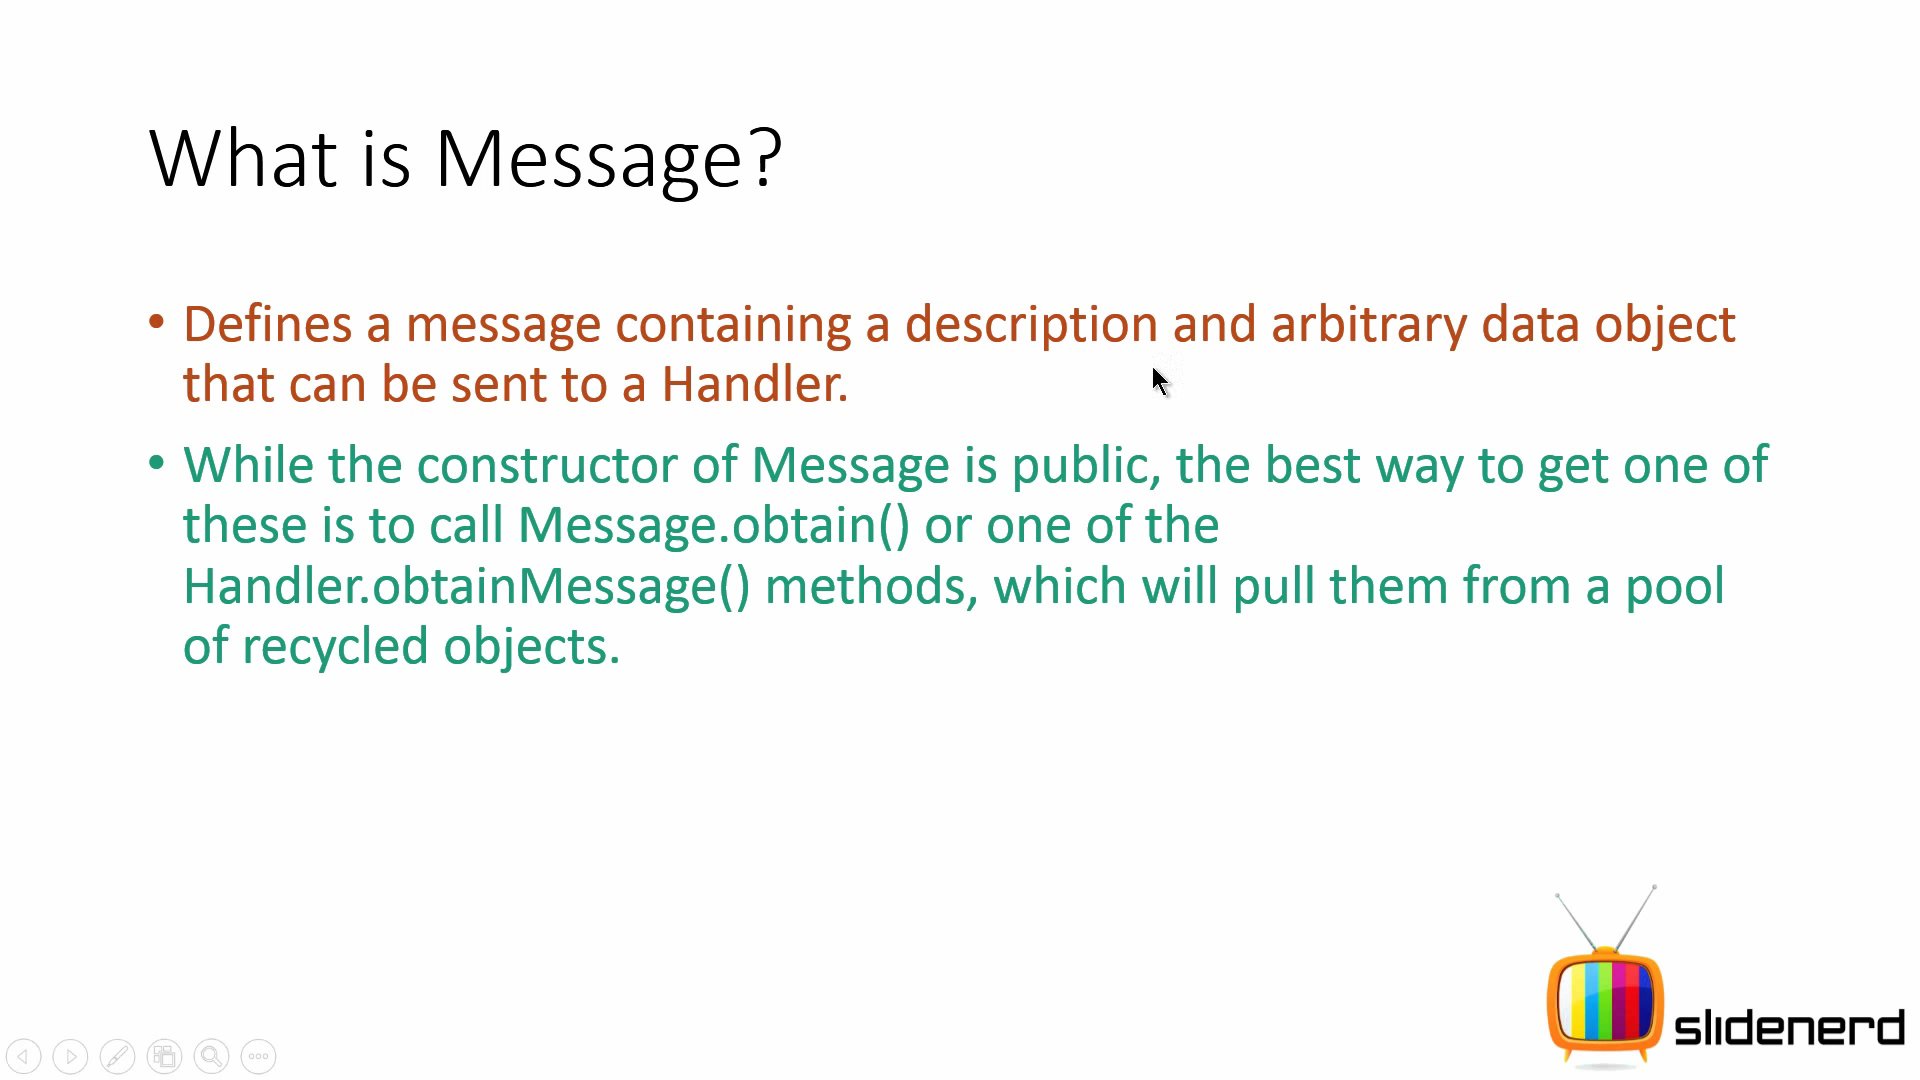 What is Message?
• Defines a message containing a description and arbitrary data object
that can be sent to a Handler.
• While the constructor of Message is public, the best way to get one of
these is to call Message.obtain() or one of the
Handler.obtainMessage() methods, which will pull them from a pool
of recycled objects.
slidenerd